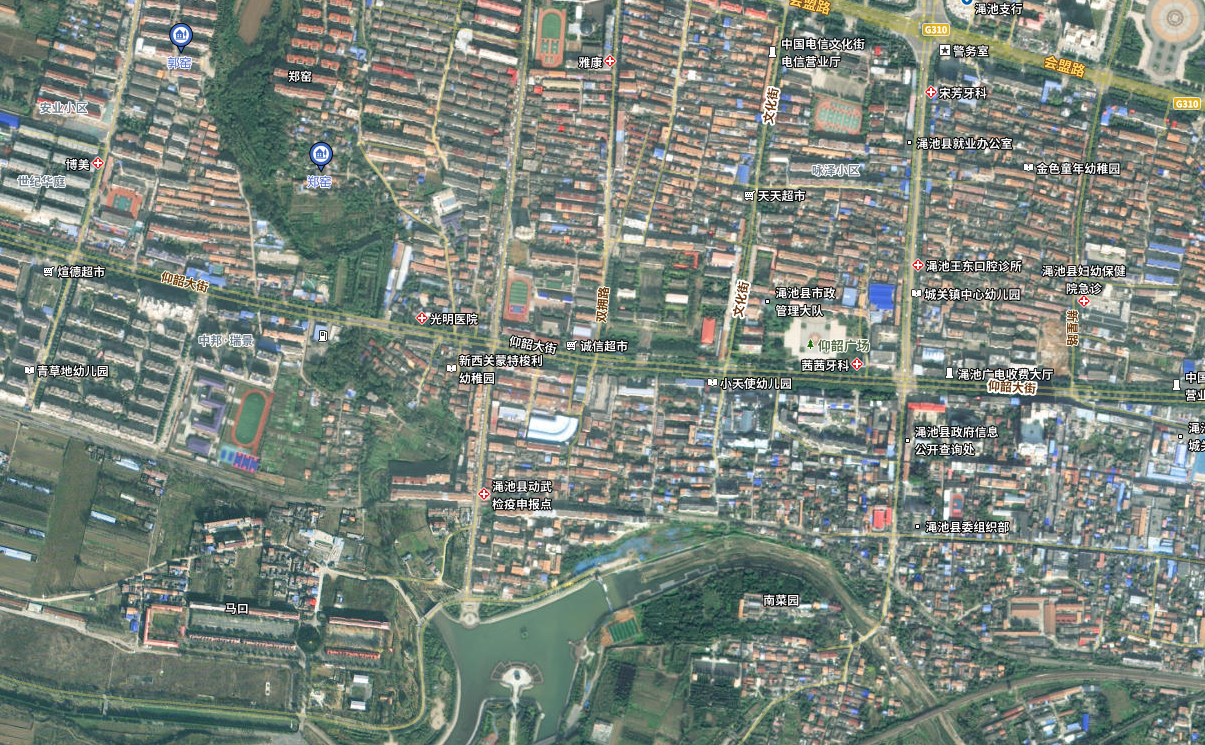 会盟路
渑池支行
G310
中国电信文化街
电信营业厅
警务室
郭窑
雅康
会盟路
郑窑
宋芳牙科
文化街
G310
安业小区
渑池县就业办公室
博美
金色童年幼稚园
咏泽小区
世纪华庭
郑窑
天天超市
渑池王东口腔诊所
煊德超市
渑池县妇幼保健
院急诊
仰韶大街
渑池县市政
管理大队
城关镇中心幼儿园
文化街
双拥路
光明医院
中邦·瑞景
仰韶大街
诚信超市
仰韶广场
新西关蒙特梭利
幼稚园
茜茜牙科
青草地幼儿园
渑池广电收费大厅
小天使幼儿园
仰韶大街
中国
营业
渑池县政府信息
公开查询处
渑
城关
渑池县动武
检疫申报点
渑池县委组织部
马口
南菜园